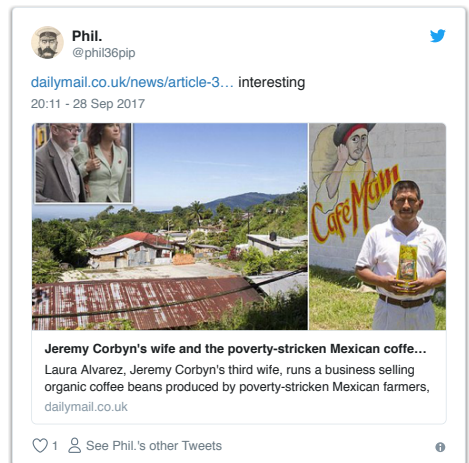 Phil.
@phil36pip
dailymail.co.uk/news/article-3… interesting
20:11 - 28 Sep 2017
Café Mam
Jeremy Corbyn's wife and the poverty-stricken Mexican coffe…
Laura Alvarez, Jeremy Corbyn's third wife, runs a business selling
organic coffee beans produced by poverty-stricken Mexican farmers,
dailymail.co.uk
1 See Phil.'s other Tweets